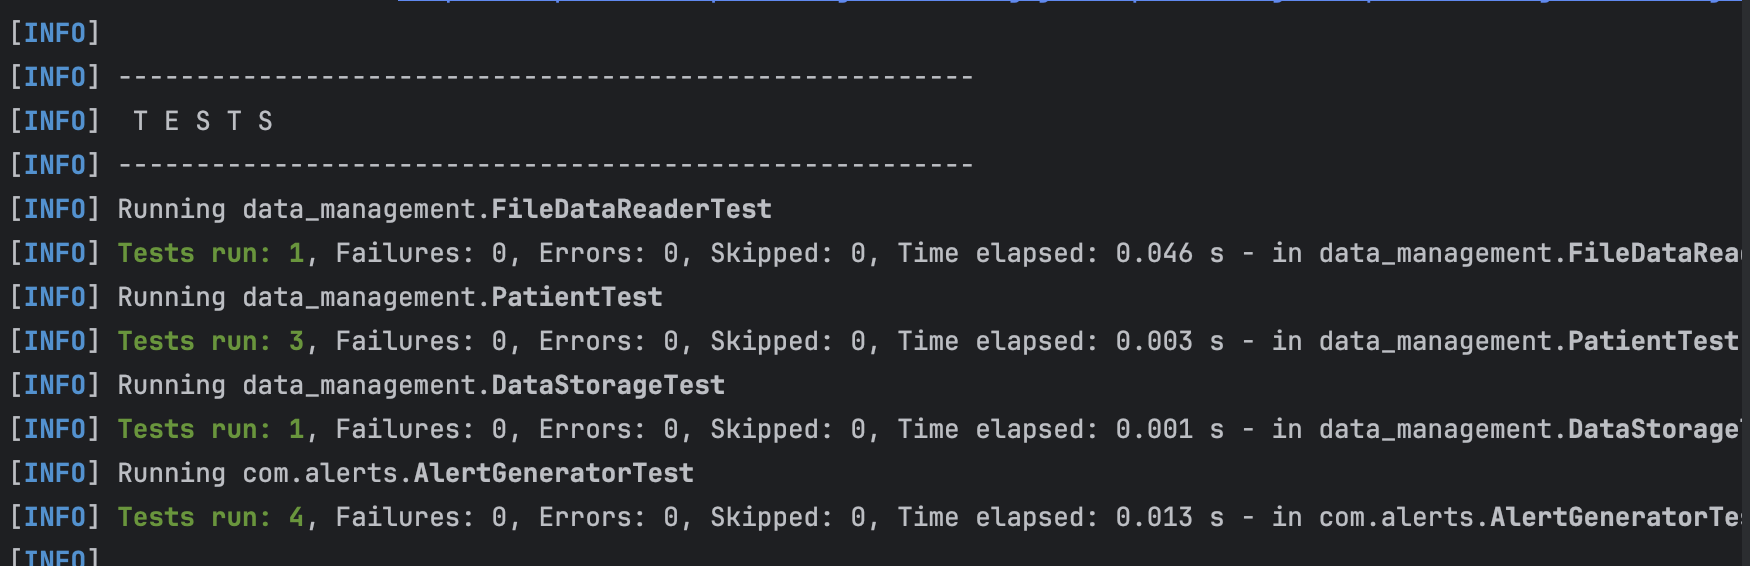 [INFO]
[INFO] -------------------------------------------------------
[INFO]  T E S T S
[INFO] -------------------------------------------------------
[INFO] Running data_management.FileDataReaderTest
[INFO] Tests run: 1, Failures: 0, Errors: 0, Skipped: 0, Time elapsed: 0.046 s - in data_management.FileDataRea
[INFO] Running data_management.PatientTest
[INFO] Tests run: 3, Failures: 0, Errors: 0, Skipped: 0, Time elapsed: 0.003 s - in data_management.PatientTest
[INFO] Running data_management.DataStorageTest
[INFO] Tests run: 1, Failures: 0, Errors: 0, Skipped: 0, Time elapsed: 0.001 s - in data_management.DataStorage
[INFO] Running com.alerts.AlertGeneratorTest
[INFO] Tests run: 4, Failures: 0, Errors: 0, Skipped: 0, Time elapsed: 0.013 s - in com.alerts.AlertGeneratorTe
[INFO]